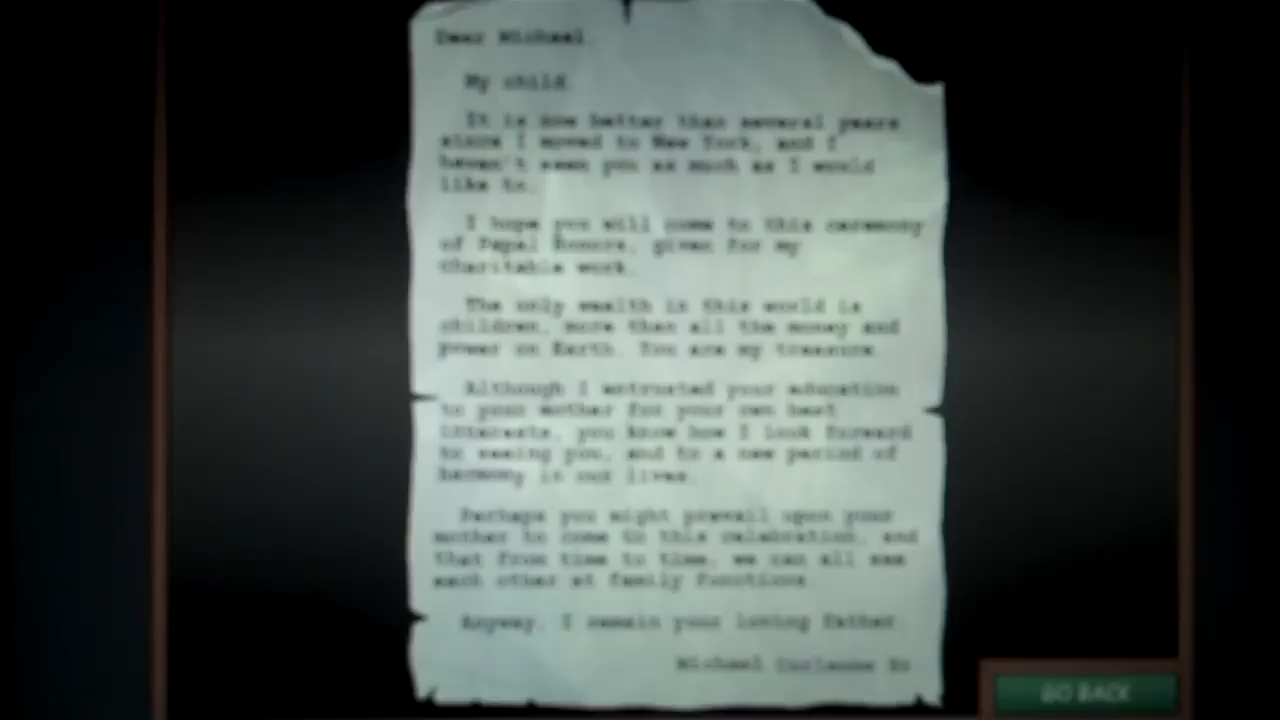 Dear Michael.
My child.
It is now better than several years
since I moved to New York, and I
haven't seen you as much as I would
like to.
I hope you will come to this ceremony
of Papal Honors, given for my
charitable work.
The only wealth in this world is
children, more than all the money and
power on Earth. You are my treasure.
Although I entrusted your education
to your mother for your own best
interests, you know how I look forward
to seeing you, and to a new period of
harmony in our lives.
Perhaps you might prevail upon your
mother to come to this celebration, and
that from time to time, we can all see
each other at family functions.
Anyway. I remain your loving father.
Michael
GO BACK